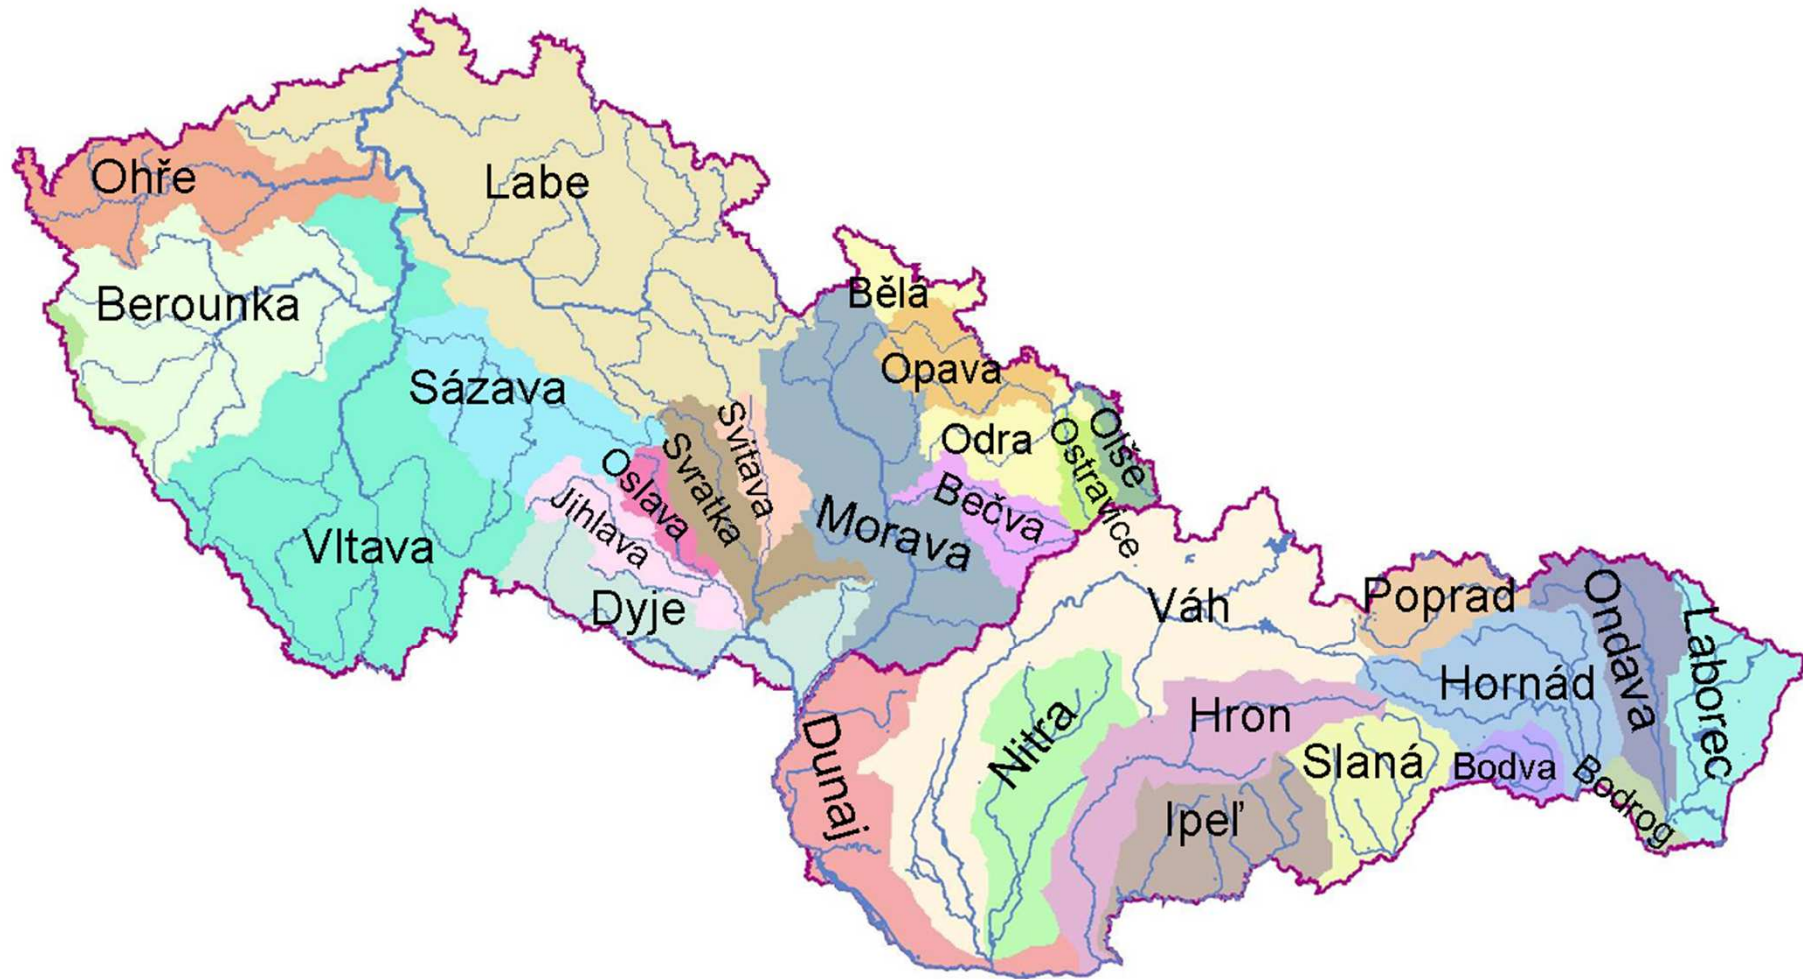 Ohře
Labe
Berounka
Bělá
Opava
Sázava
Svitava
Svratka
Odra
Ostravice
Olše
Oslava
Jihlava
Bečva
Morava
Vltava
Dyje
Váh
Poprad
Ondava
Laborec
Hornád
Hron
Nitra
Dunaj
Slaná
Bodva
Bodrog
Ipeľ